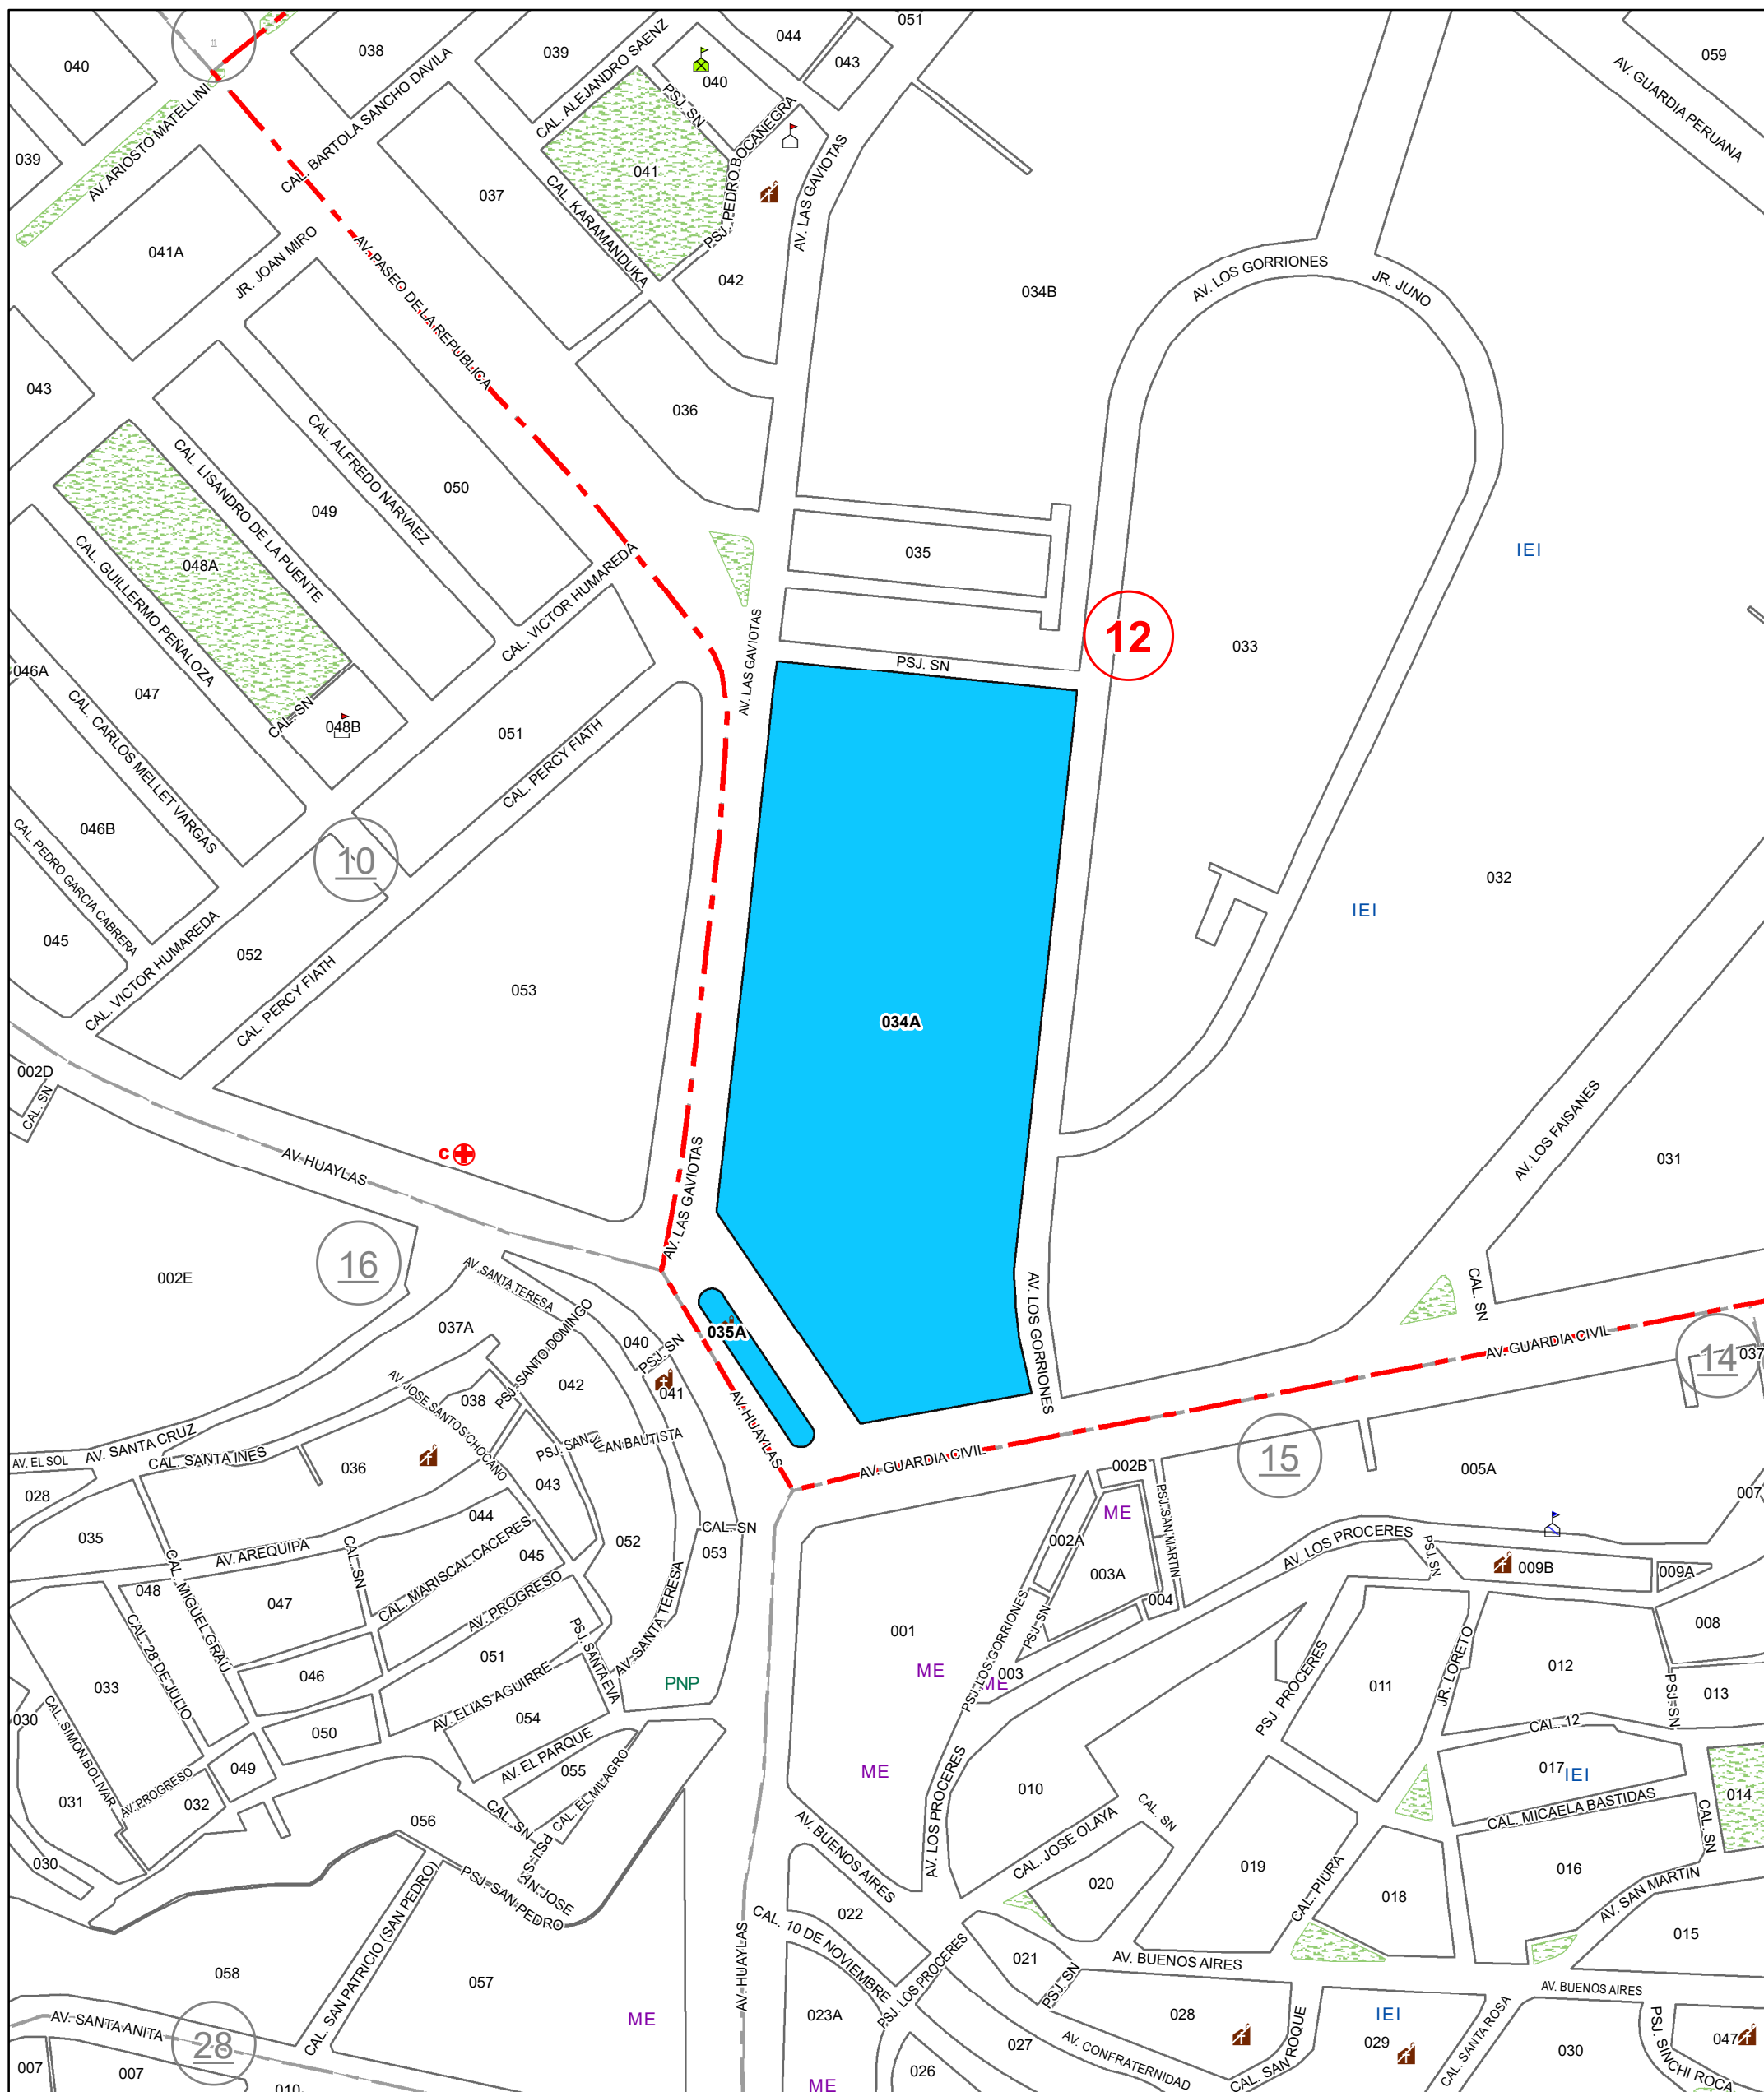 051
11
038
039
CAL. ALEJANDRO SAENZ
044
043
040
059
040
CAL. BARTOLA SANCHO DAVILA
PSJ. SN
PSJ. PEDRO BOCANEGRA
AV. GUARDIA PERUANA
AV. ARIOSTO MATELLINI
039
041
037
CAL. KARAMANDUKA
AV. LAS GAVIOTAS
041A
JR. JOAN MIRO
AV. PASEO DE LA REPUBLICA
042
034B
AV. LOS GORRIONES
JR. JUNO
043
036
CAL. LISANDRO DE LA PUENTE
CAL. ALFREDO NARVAEZ
050
049
035
IEI
CAL. GUILLERMO PEÑALOZA
048A
CAL. VICTOR HUMAREDA
AV. LAS GAVIOTAS
12
033
PSJ. SN
046A
047
CAL. SN
048B
CAL. CARLOS MELLET VARGAS
051
CAL. PERCY FIATH
046B
CAL. PEDRO GARCIA CABRERA
10
032
IEI
045
CAL. VICTOR HUMAREDA
052
CAL. PERCY FIATH
053
034A
002D
CAL. SN
C
AV. HUAYLAS
AV. LAS GAVIOTAS
AV. LOS FAISANES
031
002E
16
AV. SANTA TERESA
AV. LOS GORRIONES
CAL. SN
037A
PSJ. SANTO DOMINGO
040
PSJ. SN
035A
AV. GUARDIA CIVIL
14
037
AV. JOSE SANTOS CHOCANO
038
042
041
AV. HUAYLAS
AV. SANTA CRUZ
AV. EL SOL
CAL. SANTA INES
036
PSJ. SAN JUAN BAUTISTA
AV. GUARDIA CIVIL
15
002B
005A
028
043
ME
PSJ. SAN MARTIN
007
035
044
CAL. SN
053
052
AV. AREQUIPA
CAL. SN
CAL. MARISCAL CACERES
045
002A
003A
AV. LOS PROCERES
PSJ. SN
009B
009A
048
CAL. MIGUEL GRAU
047
AV. PROGRESO
AV. SANTA TERESA
004
008
CAL. 28 DE JULIO
PSJ. SANTA EVA
001
PSJ. LOS GORRIONES
PSJ. SN
PSJ. PROCERES
JR. LORETO
012
033
046
051
PNP
ME
ME
003
011
PSJ. SN
013
030
CAL. SIMON BOLIVAR
AV. ELIAS AGUIRRE
054
050
CAL. 12
049
AV. EL PARQUE
055
ME
017
IEI
031
AV. PROGRESO
032
CAL. EL MILAGRO
AV. LOS PROCERES
010
014
056
CAL. SN
AV. BUENOS AIRES
CAL. SN
CAL. MICAELA BASTIDAS
CAL. SN
030
PSJ. SAN JOSE
CAL. JOSE OLAYA
019
CAL. PIURA
016
PSJ. SAN PEDRO
020
018
AV. SAN MARTIN
CAL. SAN PATRICIO (SAN PEDRO)
022
CAL. 10 DE NOVIEMBRE
015
058
057
AV. HUAYLAS
PSJ. LOS PROCERES
021
PSJ. SN
AV. BUENOS AIRES
AV. BUENOS AIRES
AV. SANTA ANITA
28
ME
023A
028
IEI
CAL. SANTA ROSA
PSJ. SINCHI ROCA
027
AV. CONFRATERNIDAD
CAL. SAN ROQUE
029
030
047
007
007
010
026
ME